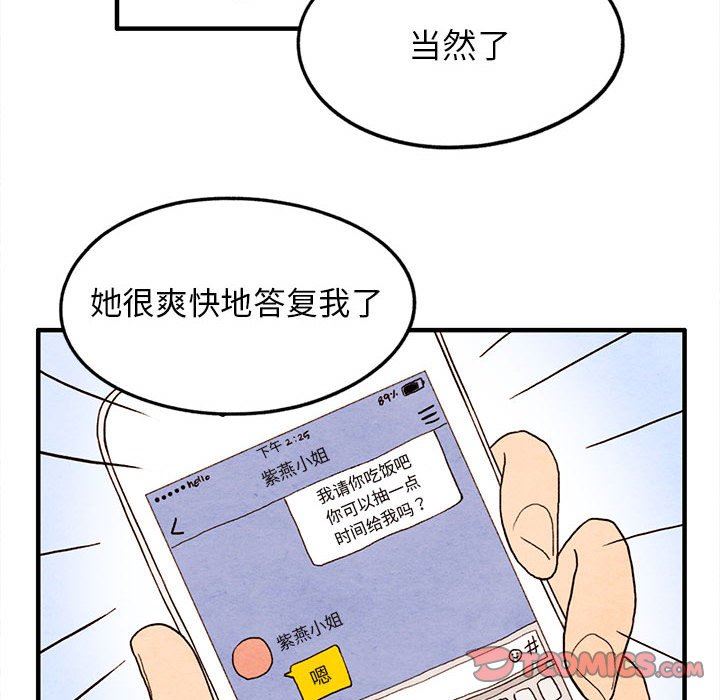 当然了
她很爽快地答复我了
89%
下午 2:25
hello
紫燕小姐
<
我请你吃饭吧
你可以抽一点
时间给我吗？
紫燕小姐
嗯
#
TCOMICS.COM